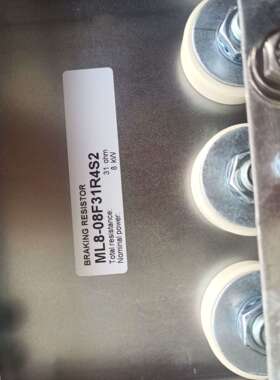 BRAKING RESISTOR
ML8-08F31R4S2
Total resistance: 31 ohm
Nominal power: 8 kW